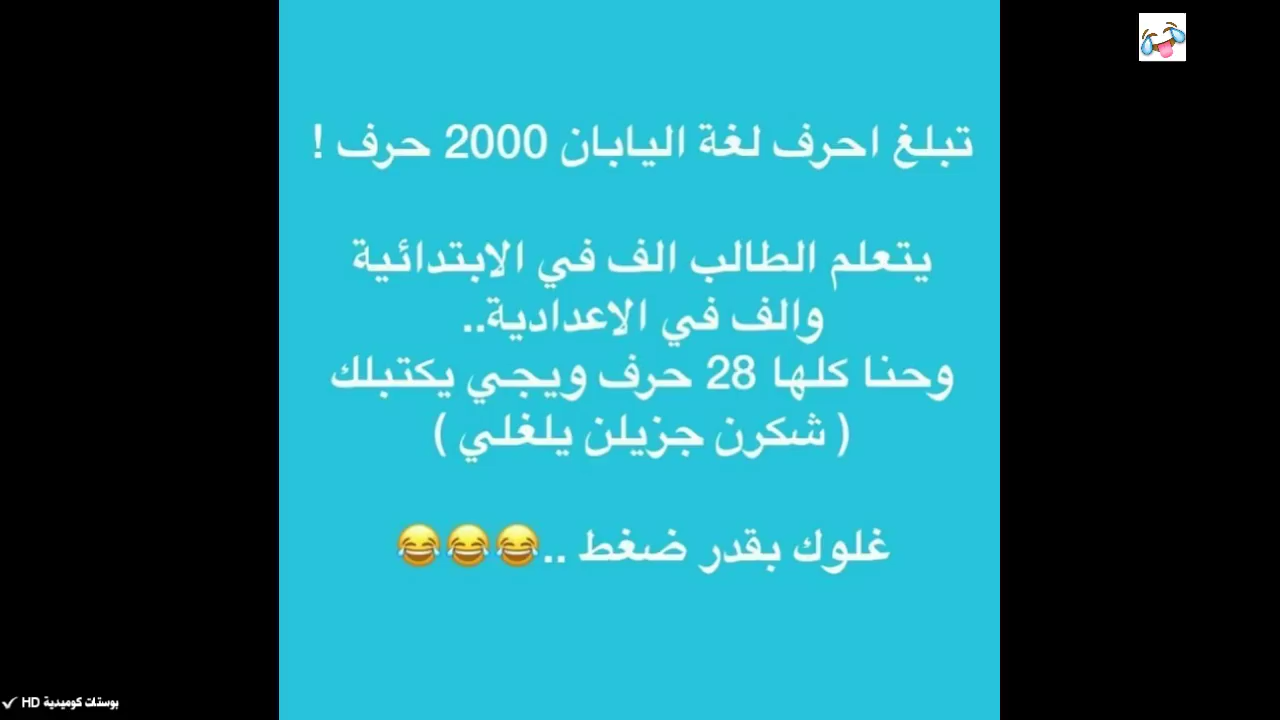 تبلغ احرف لغة اليابان 2000 حرف !
يتعلم الطالب الف في الابتدائية
والف في الاعدادية..
وحنا كلها 28 حرف ويجي يكتبلك
( شكرن جزيلن يلغلي )
غلوك بقدر ضغط ..😂😂😂
بوستات كوميدية HD